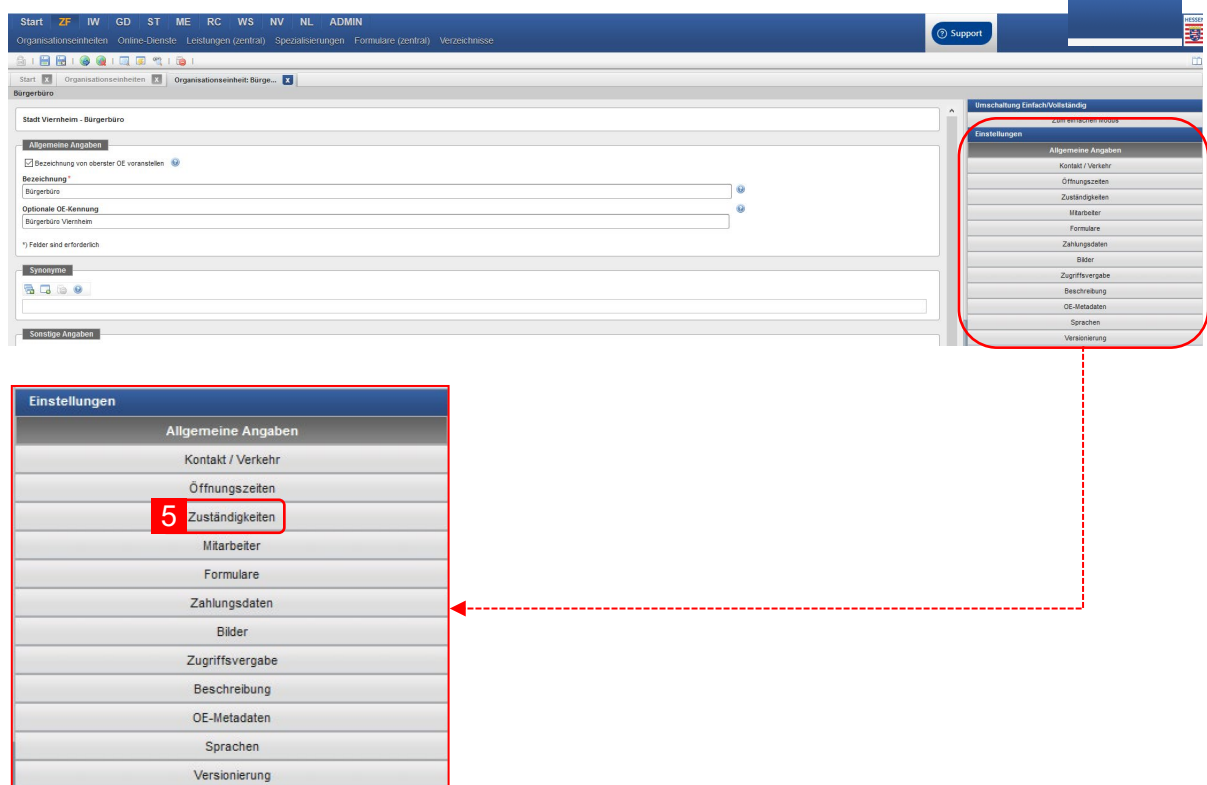 Start ZF IW GD ST ME RC WS NV NL ADMIN
Organisationseinheiten Online-Dienste Leistungen (zentral) Spezialisierungen Formulare (zentral) Verzeichnisse
Support
HESSEN
Start x Organisationseinheiten x Organisationseinheit: Bürge... x
Bürgerbüro
Stadt Viernheim - Bürgerbüro
Allgemeine Angaben
Bezeichnung von oberster OE voranstellen
Bezeichnung *
Bürgerbüro
Optionale OE-Kennung
Bürgerbüro Viernheim
*) Felder sind erforderlich
Synonyme
Sonstige Angaben
Umschaltung Einfach/Vollständig
Zum einfachen Modus
Einstellungen
Allgemeine Angaben
Kontakt / Verkehr
Öffnungszeiten
Zuständigkeiten
Mitarbeiter
Formulare
Zahlungsdaten
Bilder
Zugriffsvergabe
Beschreibung
OE-Metadaten
Sprachen
Versionierung
Einstellungen
Allgemeine Angaben
Kontakt / Verkehr
Öffnungszeiten
5 Zuständigkeiten
Mitarbeiter
Formulare
Zahlungsdaten
Bilder
Zugriffsvergabe
Beschreibung
OE-Metadaten
Sprachen
Versionierung